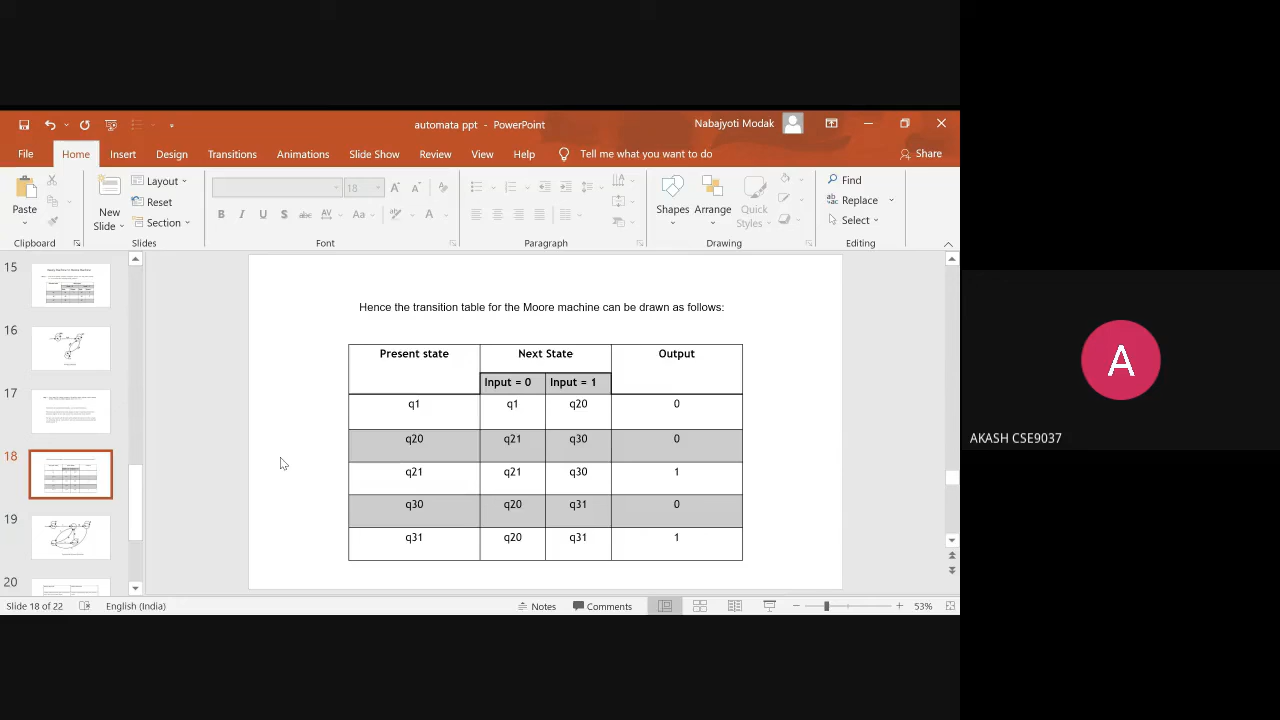 automata ppt - PowerPoint
Nabajyoti Modak
File Home Insert Design Transitions Animations Slide Show Review View Help Tell me what you want to do Share
Paste
New Slide
Layout
Reset
Section
18
Shapes
Arrange
Quick Styles
Find
Replace
Select
Clipboard Slides Font Paragraph Drawing Editing
15
16
17
18
19
20
Hence the transition table for the Moore machine can be drawn as follows:
Present state Next State Output
Input = 0 Input = 1
q1 q1 q20 0
q20 q21 q30 0
q21 q21 q30 1
q30 q20 q31 0
q31 q20 q31 1
Slide 18 of 22 English (India) Notes Comments 53%
A
AKASH CSE9037